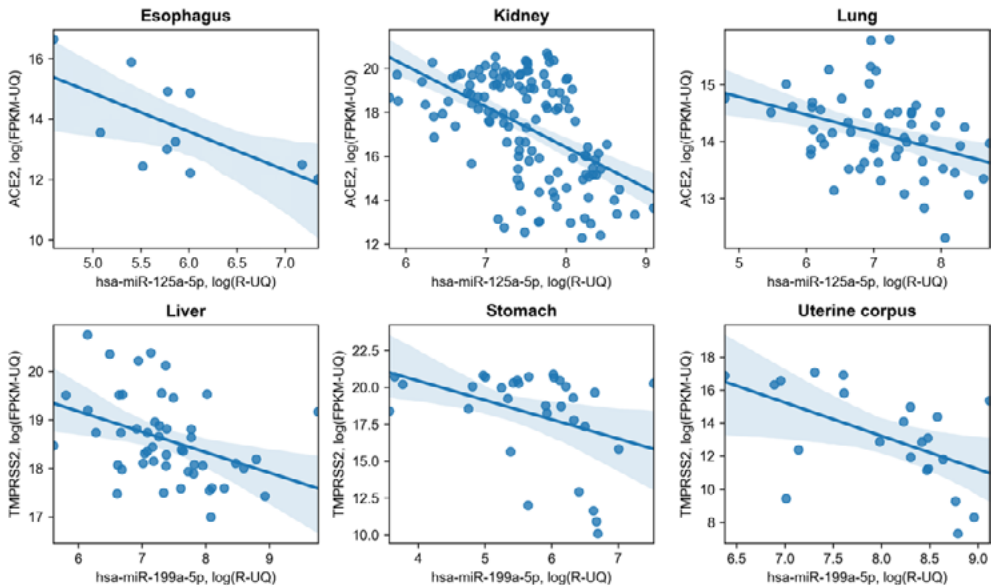 Esophagus
Kidney
Lung
ACE2, log(FPKM-UQ)
16
14
12
10
5.0 5.5 6.0 6.5 7.0
hsa-miR-125a-5p, log(R-UQ)
ACE2, log(FPKM-UQ)
20
18
16
14
12
6 7 8 9
hsa-miR-125a-5p, log(R-UQ)
ACE2, log(FPKM-UQ)
15
14
13
5 6 7 8
hsa-miR-125a-5p, log(R-UQ)
Liver
Stomach
Uterine corpus
TMPRSS2, log(FPKM-UQ)
20
19
18
17
6 7 8 9
hsa-miR-199a-5p, log(R-UQ)
TMPRSS2, log(FPKM-UQ)
22.5
20.0
17.5
15.0
12.5
10.0
4 5 6 7
hsa-miR-199a-5p, log(R-UQ)
TMPRSS2, log(FPKM-UQ)
16
14
12
10
8
6.5 7.0 7.5 8.0 8.5 9.0
hsa-miR-199a-5p, log(R-UQ)